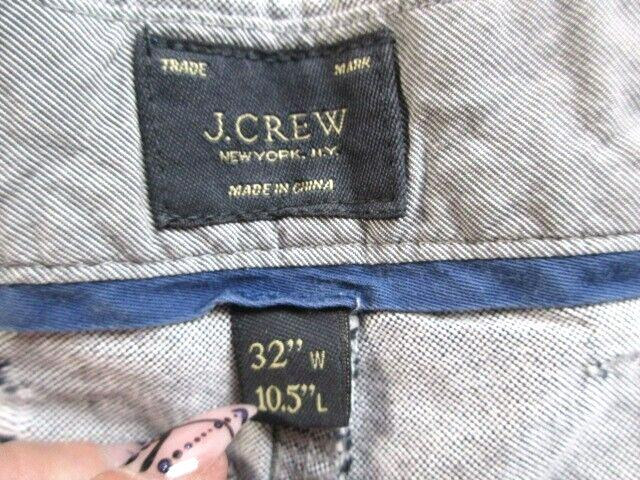 TRADE MARK
J.CREW
NEW YORK, N.Y.
MADE IN CHINA
32" W
10.5" L